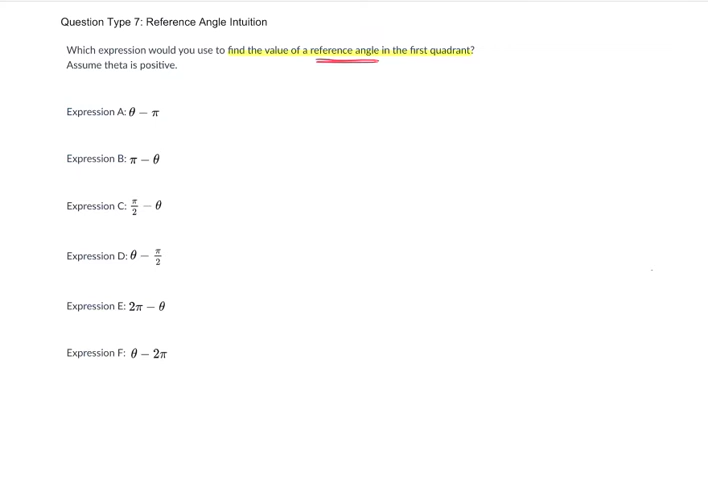 Question Type 7: Reference Angle Intuition
Which expression would you use to find the value of a reference angle in the first quadrant?
Assume theta is positive.
Expression A: θ − π
Expression B: π − θ
Expression C: π/2 − θ
Expression D: θ − π/2
Expression E: 2π − θ
Expression F: θ − 2π